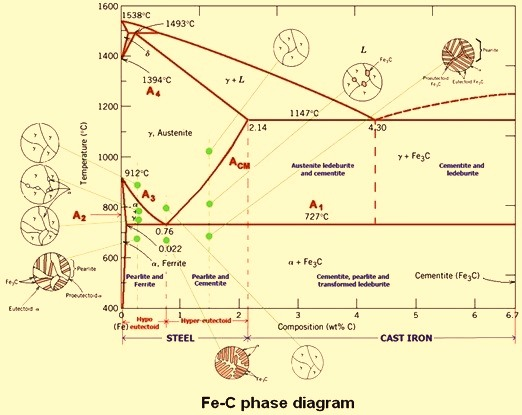 1600
1400
1200
1000
800
600
400
Temperature (°C)
1538°C
1493°C
δ
1394°C
A4
γ + L
L
Fe₃C
Pearlite
Proeutectoid Fe₃C
Eutectoid Fe₃C
1147°C
2.14
4.30
γ, Austenite
ACM
912°C
A3
A2
α
γ
Austenite ledeburite
and cementite
γ + Fe₃C
Cementite and
ledeburite
A1
727°C
0.76
0.022
α, Ferrite
α + Fe₃C
Pearlite and
Ferrite
Pearlite and
Cementite
Cementite, pearlite and
transformed ledeburite
Cementite (Fe₃C)
Pearlite
Fe₃C
Proeutectoid α
Eutectoid α
0
(Fe)
Hypo
eutectoid
Hyper-eutectoid
1
2
3
4
5
6
6.7
Composition (wt% C)
STEEL
CAST IRON
α
Fe₃C
Fe-C phase diagram